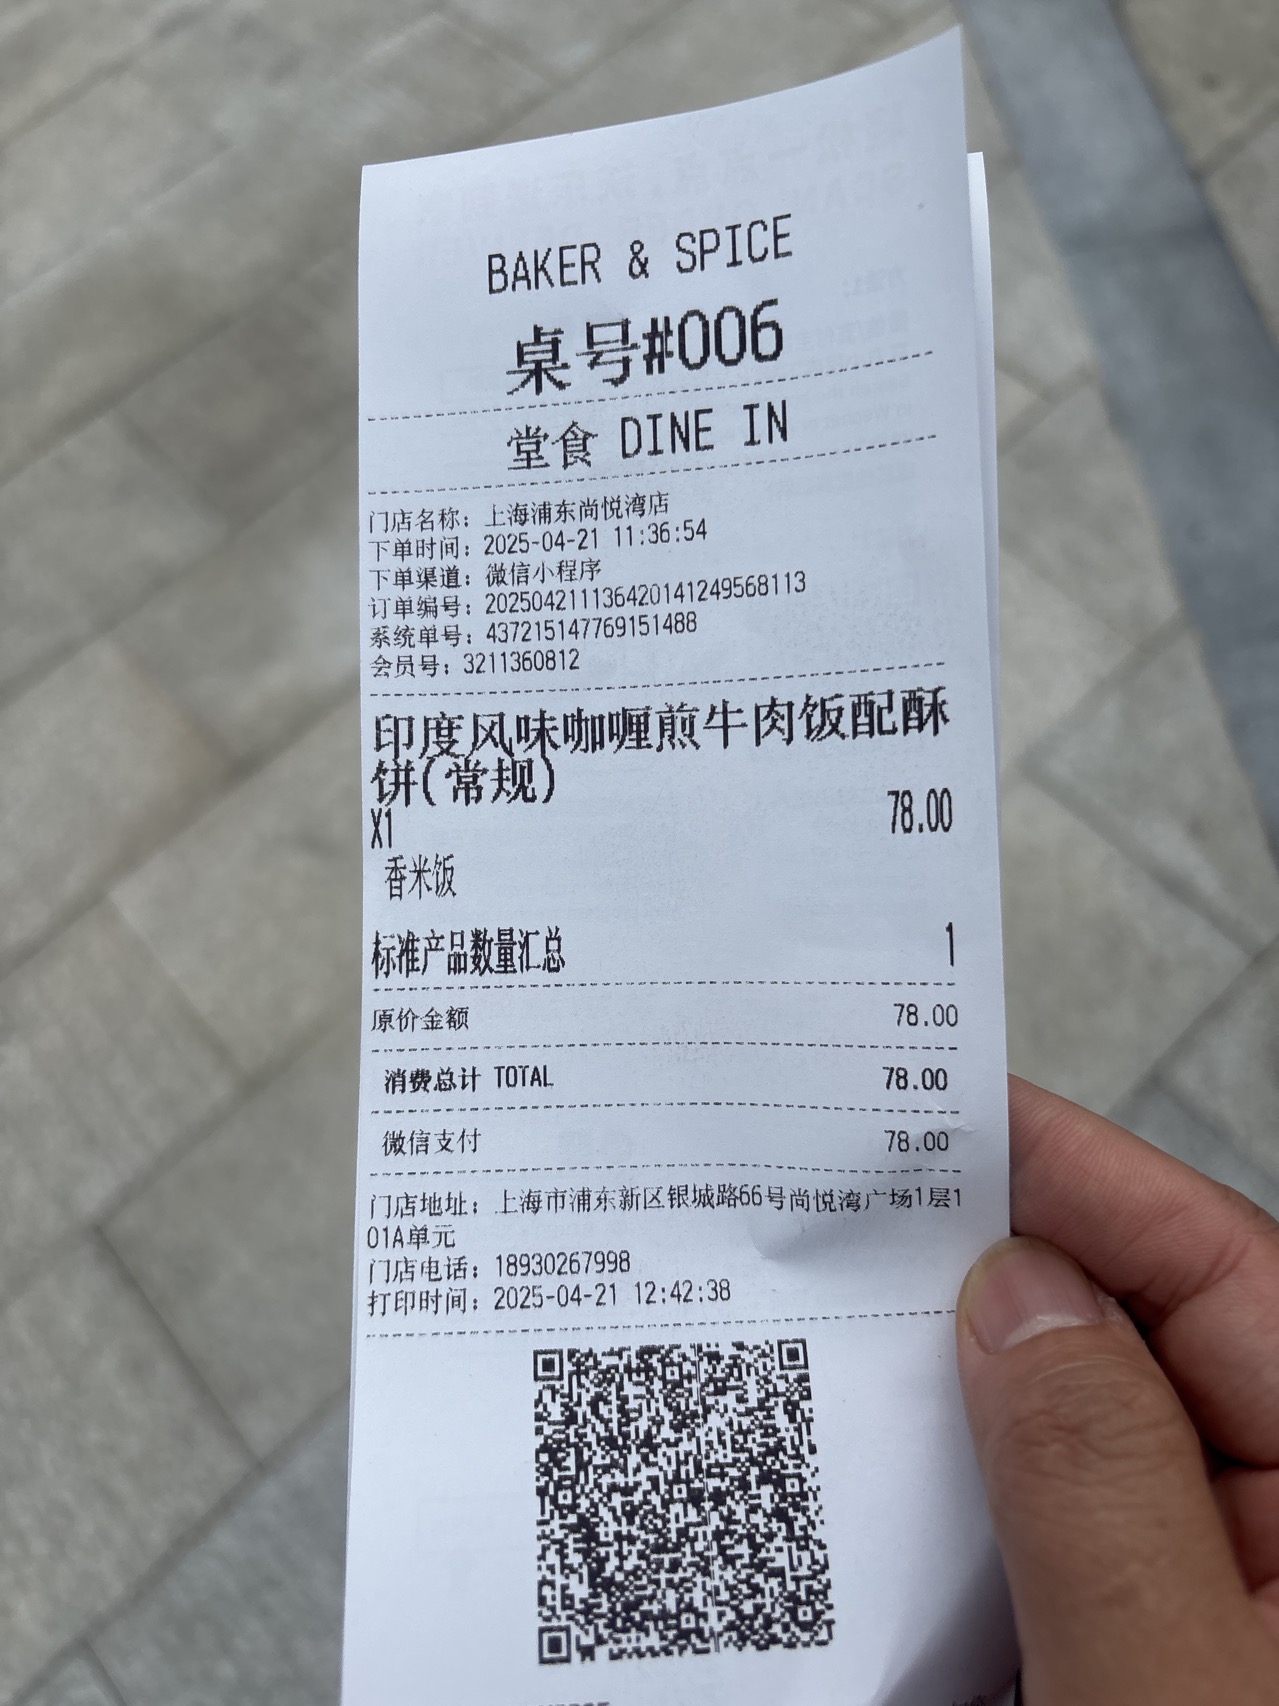 BAKER & SPICE
桌号#006
堂食 DINE IN
门店名称: 上海浦东尚悦湾店
下单时间: 2025-04-21 11:36:54
下单渠道: 微信小程序
订单编号: 20250421113642014124​9568113
系统单号: 437215147769151488
会员号: 3211360812
印度风味咖喱煎牛肉饭配酥
饼(常规)
X1 78.00
香米饭
标准产品数量汇总 1
原价金额 78.00
消费总计 TOTAL 78.00
微信支付 78.00
门店地址: 上海市浦东新区银城路66号尚悦湾广场1层1
01A单元
门店电话: 18930267998
打印时间: 2025-04-21 12:42:38